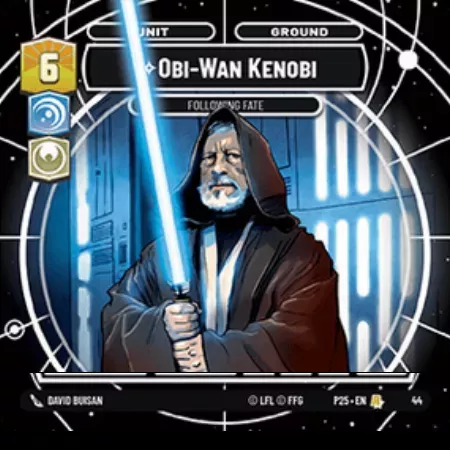 UNIT GROUND
6
OBI-WAN KENOBI
FOLLOWING FATE
DAVID BUISAN © LFL © FFG P25 • EN 44